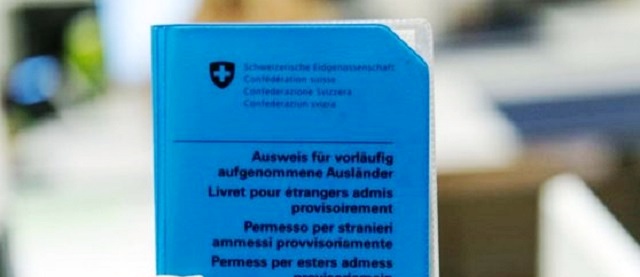 Schweizerische Eidgenossenschaft
Confédération suisse
Confederazione Svizzera
Confederaziun svizra
Ausweis für vorläufig
aufgenommene Ausländer
Livret pour étrangers admis
provisoirement
Permesso per stranieri
ammessi provvisoriamente
Permess per esters admess
provisoricamain